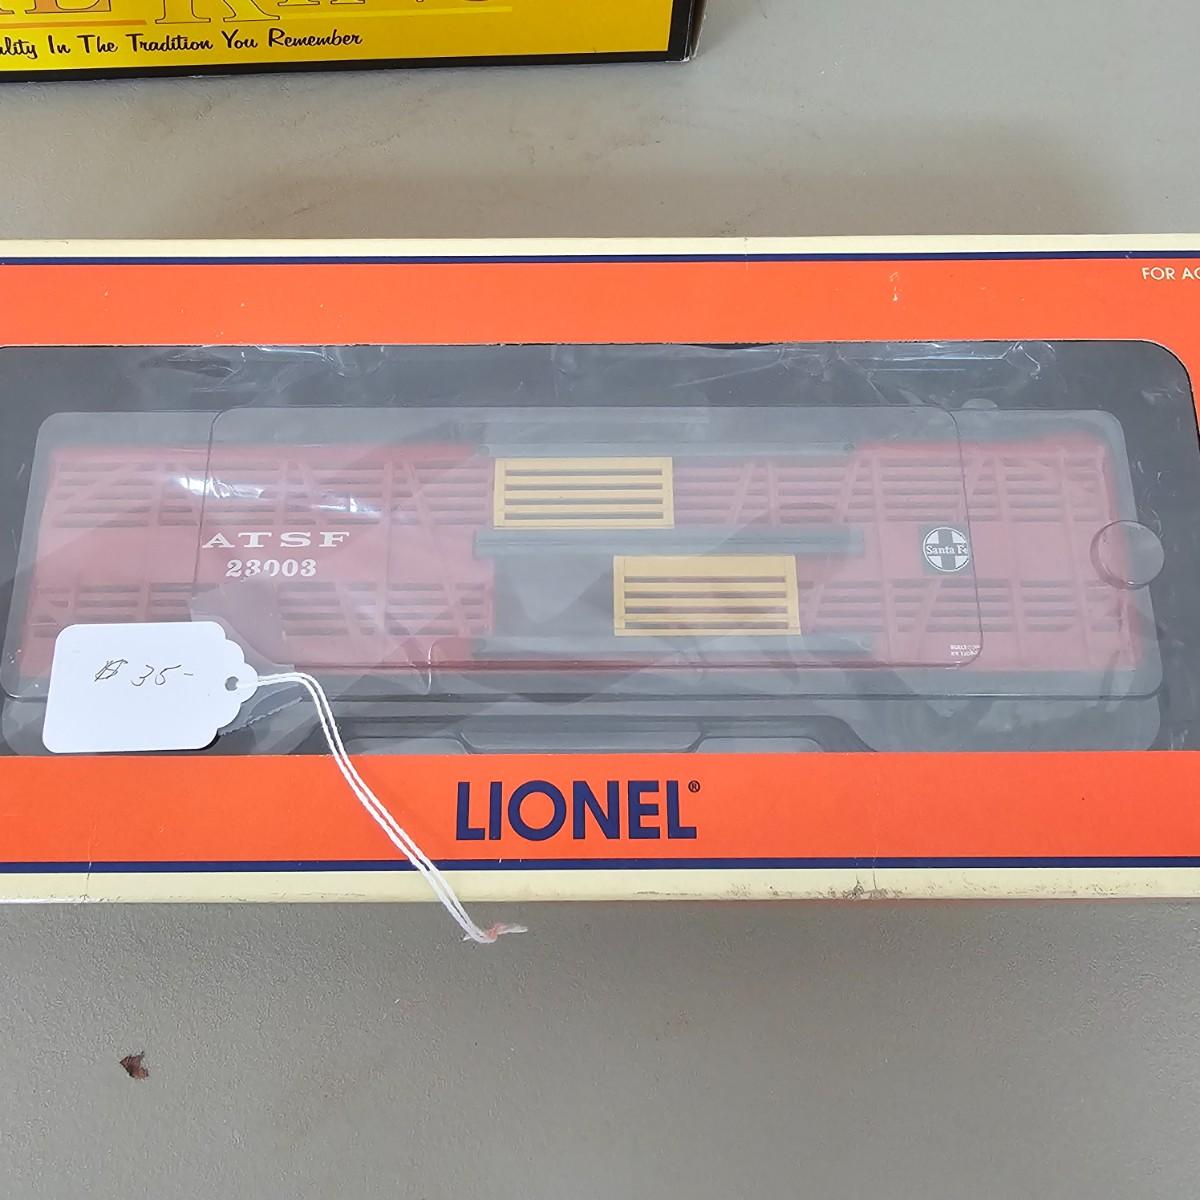 ality In The Tradition You Remember
FOR AG
ATSF
23003
Santa Fe
$ 35-
LIONEL®